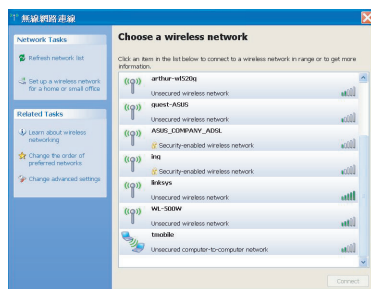 無線網路連線
Network Tasks
Refresh network list
Set up a wireless network
for a home or small office
Related Tasks
Learn about wireless
networking
Change the order of
preferred networks
Change advanced settings
Choose a wireless network
Click an item in the list below to connect to a wireless network in range or to get more
information.
arthur-wl520g
Unsecured wireless network
guest-ASUS
Unsecured wireless network
ASUS_COMPANY_ADSL
Security-enabled wireless network
inq
Security-enabled wireless network
linksys
Unsecured wireless network
WL-500W
Unsecured wireless network
tmobile
Unsecured computer-to-computer network
Connect